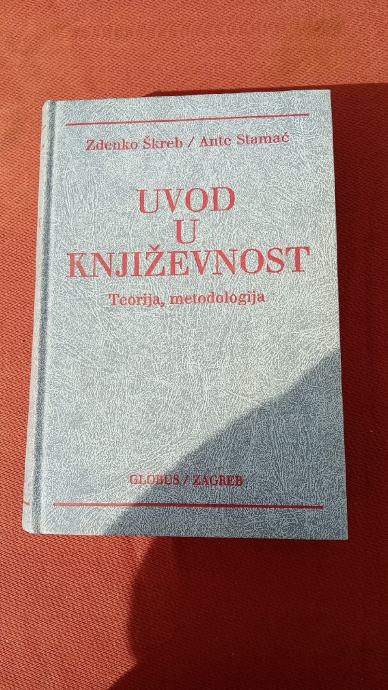 Zdenko Škreb / Ante Stamać
UVOD
U
KNJIŽEVNOST
Teorija, metodologija
GLOBUS / ZAGREB